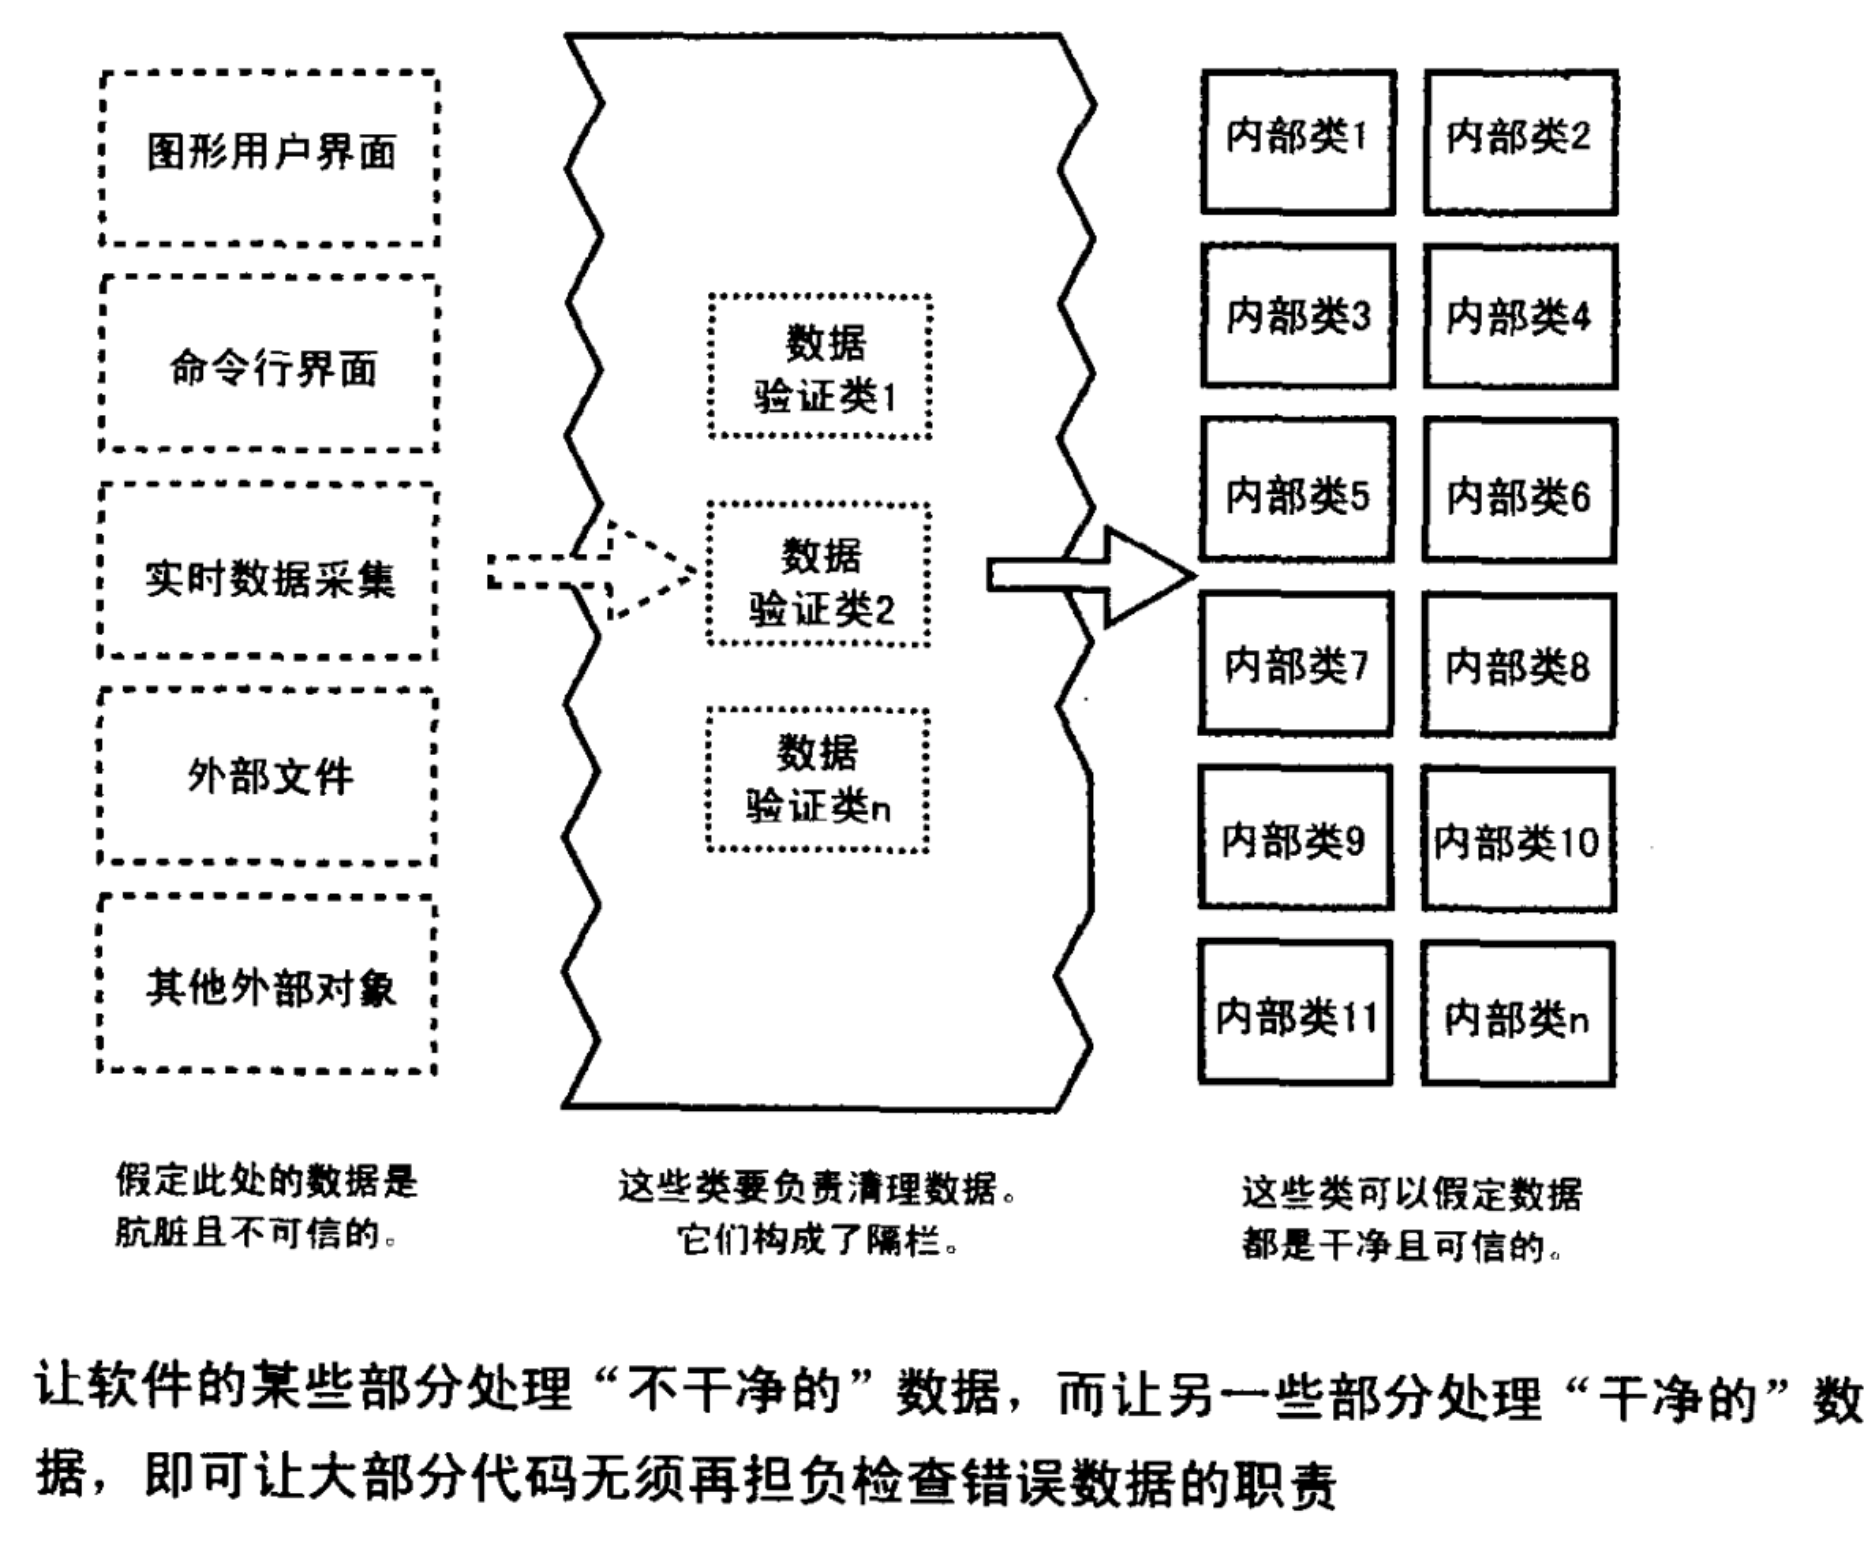 图形用户界面
命令行界面
实时数据采集
外部文件
其他外部对象
数据
验证类1
数据
验证类2
数据
验证类n
内部类1
内部类2
内部类3
内部类4
内部类5
内部类6
内部类7
内部类8
内部类9
内部类10
内部类11
内部类n
假定此处的数据是
肮脏且不可信的。
这些类要负责清理数据。
它们构成了隔栏。
这些类可以假定数据
都是干净且可信的。
让软件的某些部分处理“不干净的”数据，而让另一些部分处理“干净的”数
据，即可让大部分代码无须再担负检查错误数据的职责